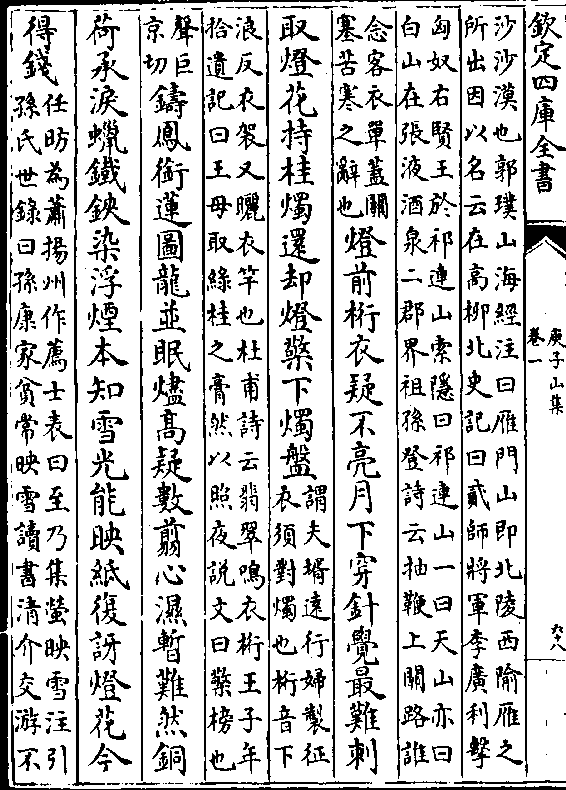 欽定四庫全書
庾子山集
卷一
六十八
沙沙漠也郭璞山海經注曰雁門山即北陵西隃雁之
所出因以名云在高柳北史記曰貳師將軍李廣利擊
匈奴右賢王於祁連山索隱曰祁連山一曰天山亦曰
白山在張液酒泉二郡界祖孫登詩云抽鞭上關路誰
念客衣單蓋關
塞苦寒之辭也
燈前桁衣疑不亮月下穿針覺最難刺
取燈花持桂燭還却燈檠下燭盤
謂夫壻遠行婦製征
衣須對燭也桁音下
浪反衣架又曬衣竿也杜甫詩云翡翠鳴衣桁王子年
拾遺記曰王母取綠桂之膏然以照夜説文曰檠榜也
聲巨
京切
鑄鳳銜蓮圖龍並眠燼高疑數翦心濕暫難然銅
荷承淚蠟鐵鋏染浮煙本知雪光能映紙復訝燈花今
得錢
任昉為蕭揚州作薦士表曰至乃集螢映雪注引
孫氏世錄曰孫康家貧常映雪讀書清介交游不